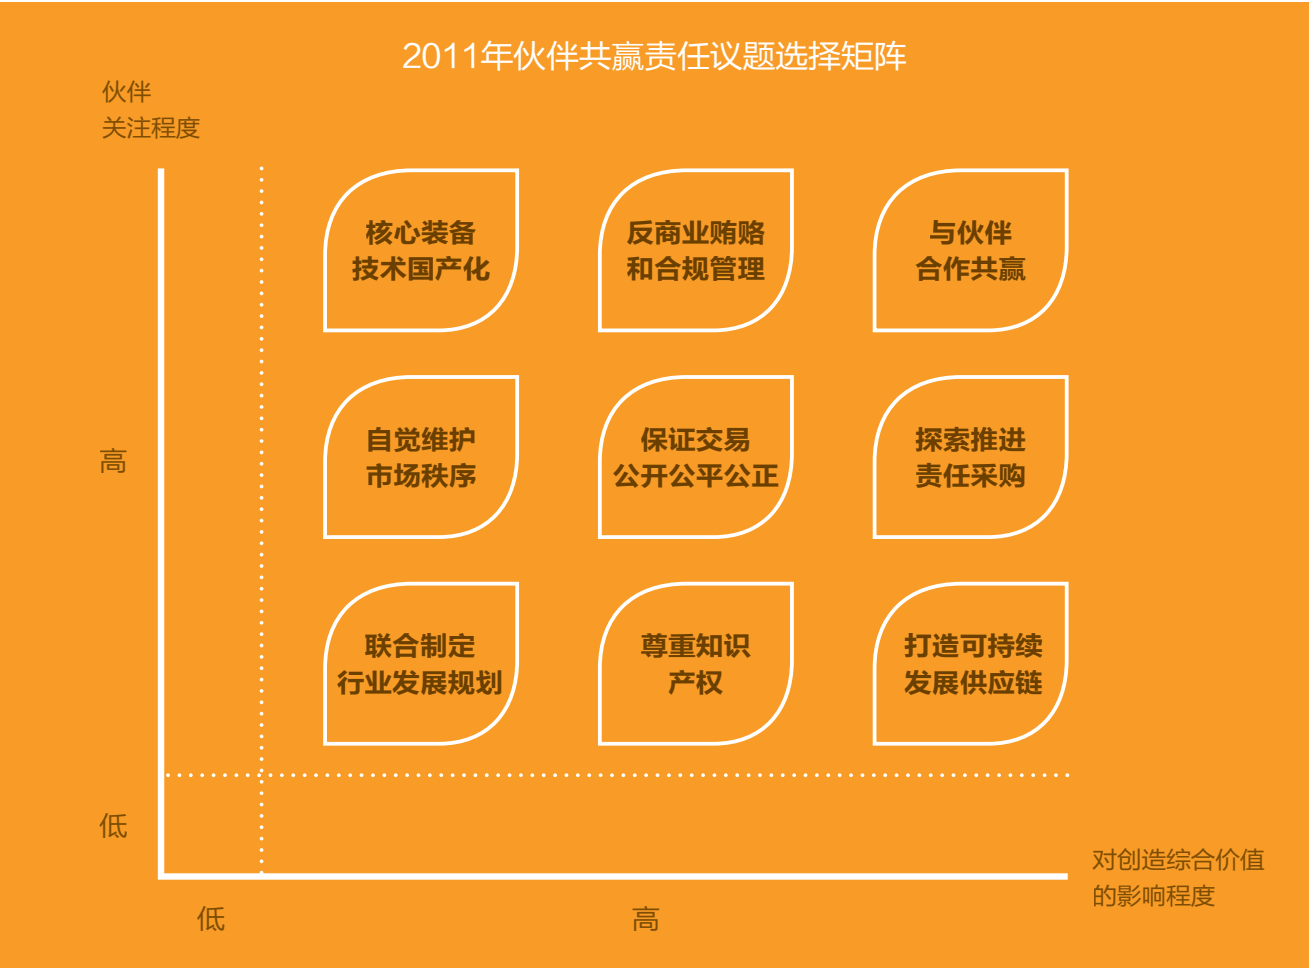 2011年伙伴共赢责任议题选择矩阵
伙伴
关注程度
核心装备
技术国产化
反商业贿赂
和合规管理
与伙伴
合作共赢
高
自觉维护
市场秩序
保证交易
公开公平公正
探索推进
责任采购
联合制定
行业发展规划
尊重知识
产权
打造可持续
发展供应链
低
对创造综合价值
的影响程度
低
高